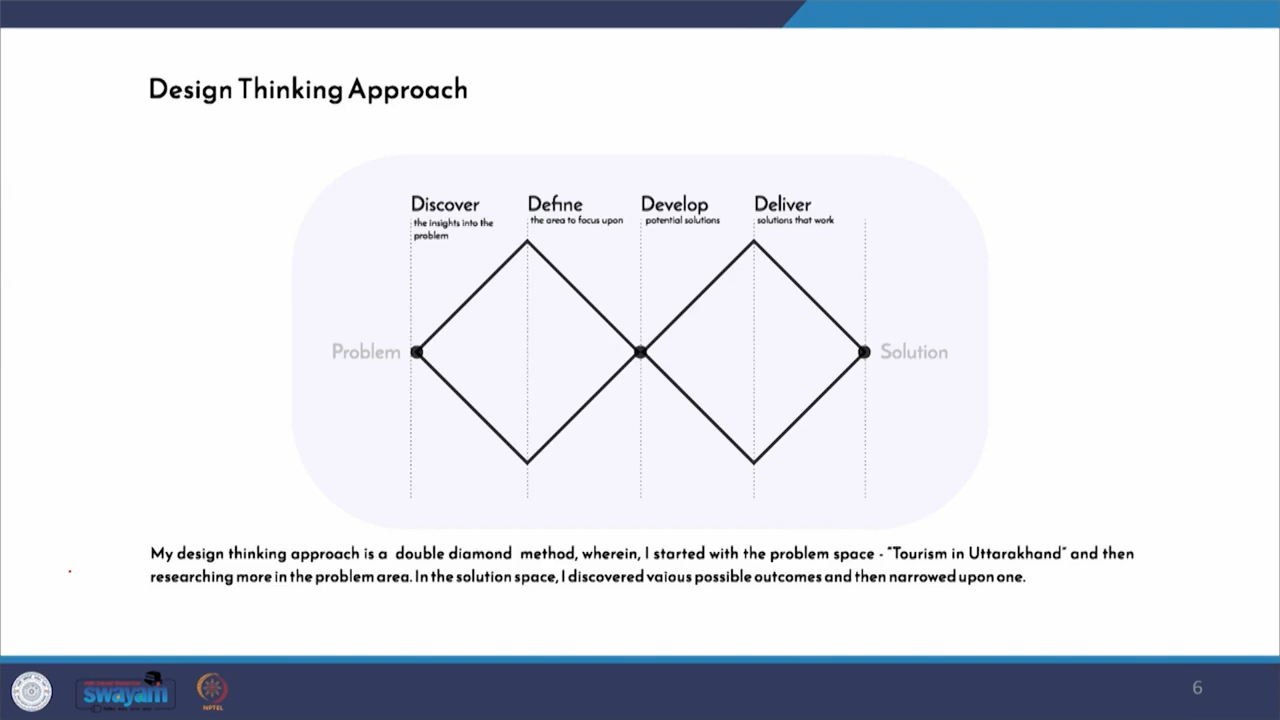 Design Thinking Approach
Discover
the insights into the
problem
Define
the area to focus upon
Develop
potential solutions
Deliver
solutions that work
Problem
Solution
My design thinking approach is a double diamond method, wherein, I started with the problem space - "Tourism in Uttarakhand" and then
researching more in the problem area. In the solution space, I discovered vaious possible outcomes and then narrowed upon one.
swayam
NPTEL
6